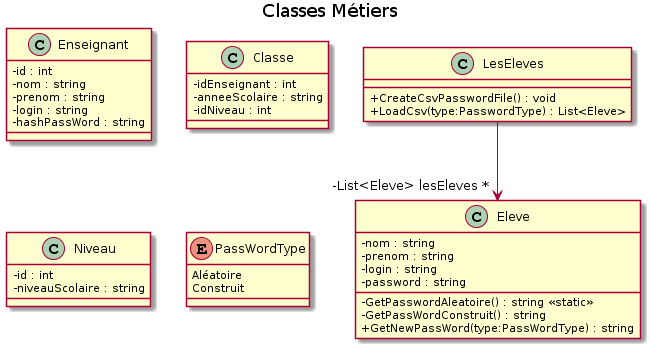 Classes Métiers
C Enseignant
-id : int
-nom : string
-prenom : string
-login : string
-hashPassWord : string
C Classe
-idEnseignant : int
-anneeScolaire : string
-idNiveau : int
C LesEleves
+CreateCsvPasswordFile() : void
+LoadCsv(type:PasswordType) : List<Eleve>
-List<Eleve> lesEleves *
C Niveau
-id : int
-niveauScolaire : string
E PassWordType
Aléatoire
Construit
C Eleve
-nom : string
-prenom : string
-login : string
-password : string
-GetPasswordAleatoire() : string «static»
-GetPassWordConstruit() : string
+GetNewPassWord(type:PassWordType) : string